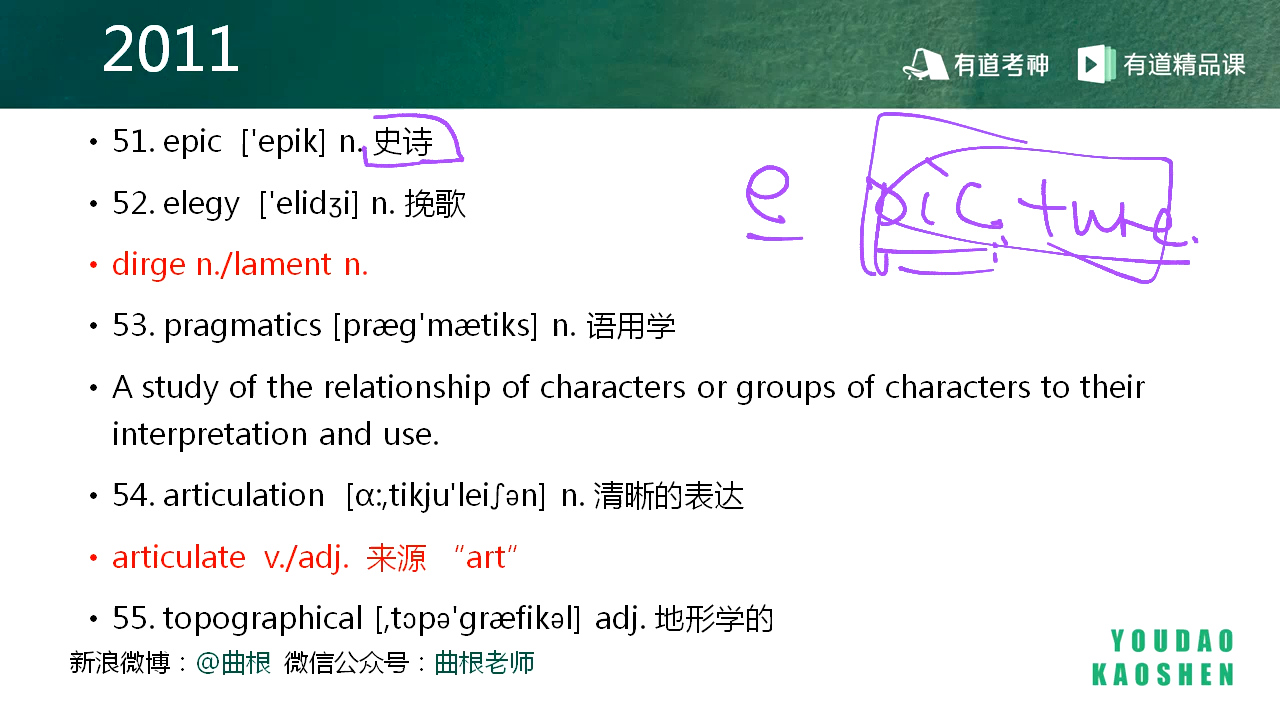 2011
有道考神 有道精品课
• 51. epic ['epik] n. 史诗
e picture.
• 52. elegy ['elidʒi] n. 挽歌
• dirge n./lament n.
• 53. pragmatics [præg'mætiks] n. 语用学
• A study of the relationship of characters or groups of characters to their
interpretation and use.
• 54. articulation [ɑ:,tikju'leiʃən] n. 清晰的表达
• articulate v./adj. 来源 “art“
• 55. topographical [,tɔpə'græfikəl] adj. 地形学的
新浪微博：@曲根 微信公众号：曲根老师
YOUDAO
KAOSHEN